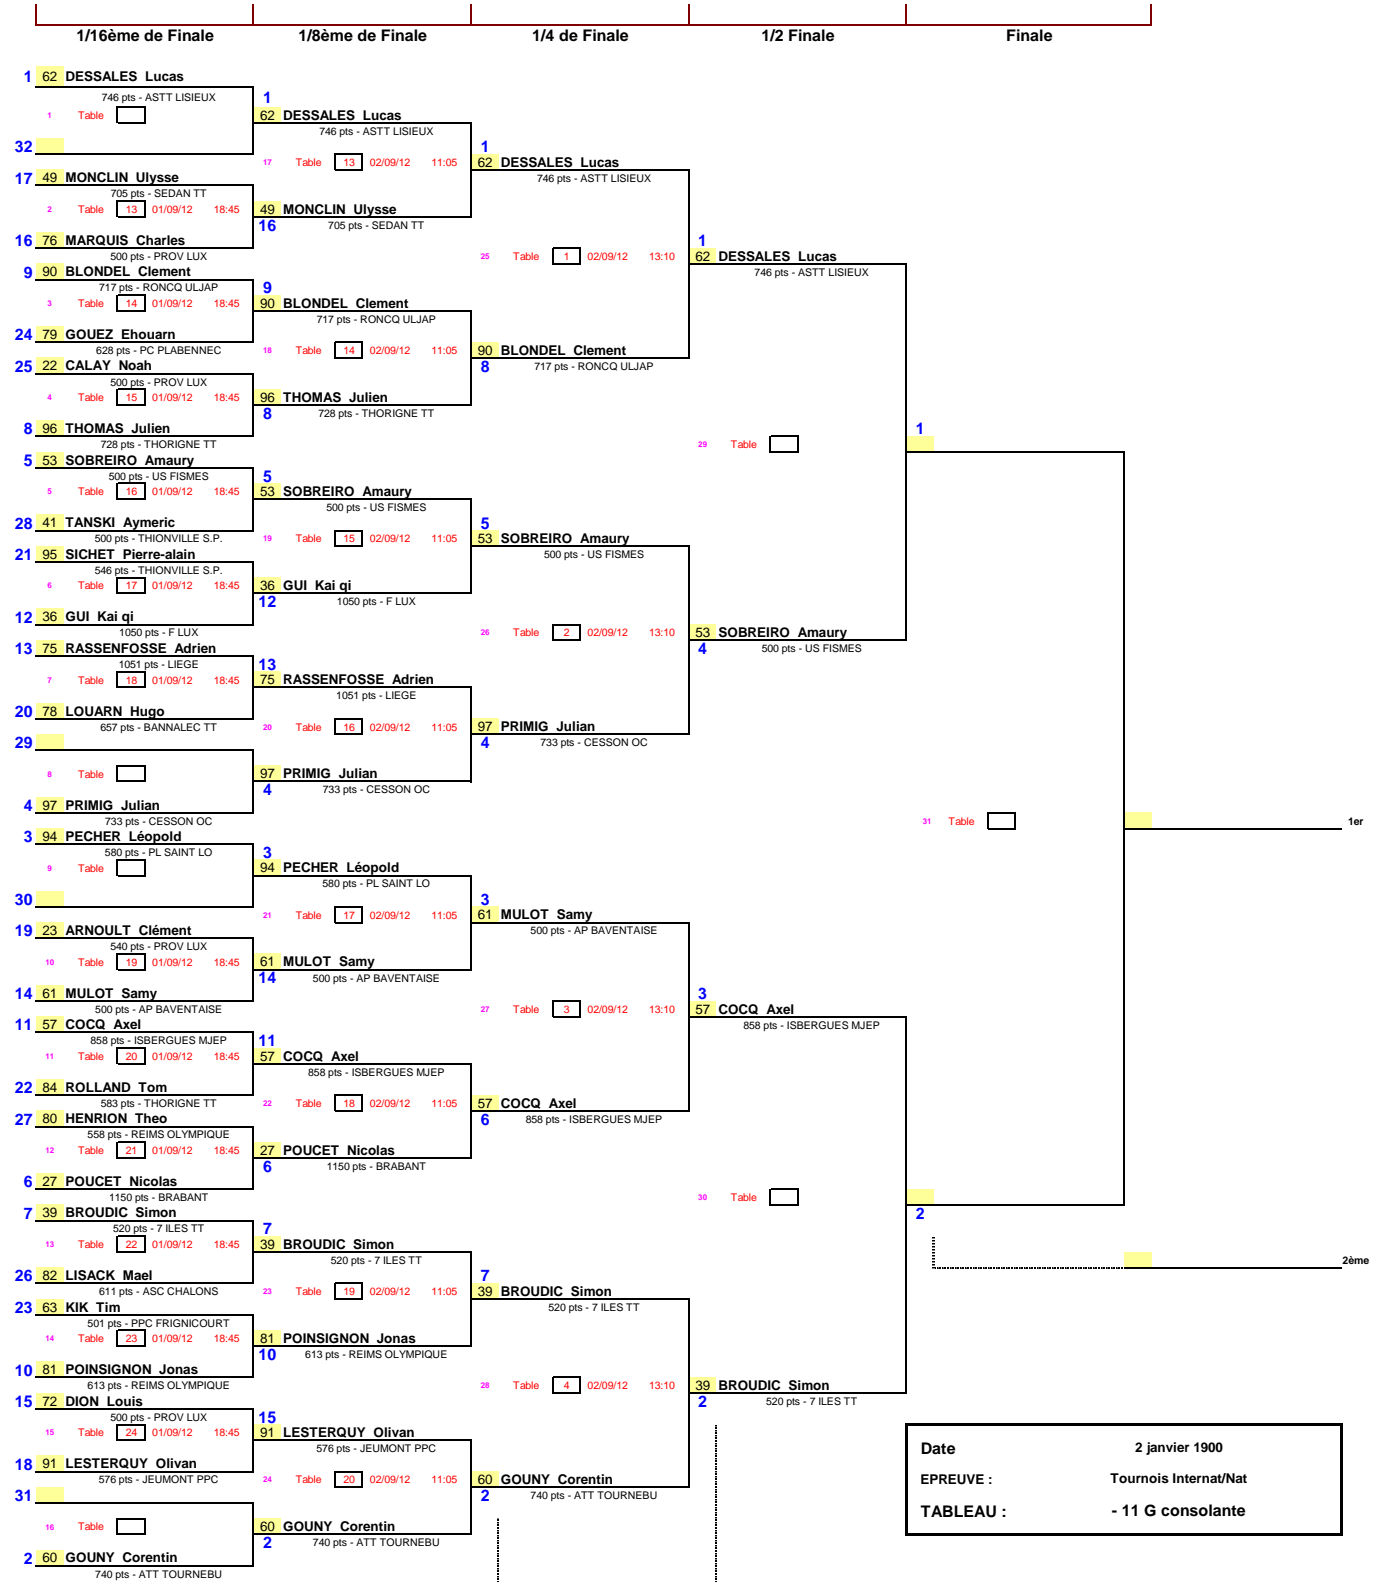 1/16ème de Finale 1/8ème de Finale 1/4 de Finale 1/2 Finale Finale
1 62 DESSALES Lucas
746 pts - ASTT LISIEUX
1 Table
32
17 49 MONCLIN Ulysse
705 pts - SEDAN TT
2 Table 13 01/09/12 18:45
16 76 MARQUIS Charles
500 pts - PROV LUX
9 90 BLONDEL Clement
717 pts - RONCQ ULJAP
3 Table 14 01/09/12 18:45
24 79 GOUEZ Ehouarn
628 pts - PC PLABENNEC
25 22 CALAY Noah
500 pts - PROV LUX
4 Table 15 01/09/12 18:45
8 96 THOMAS Julien
728 pts - THORIGNE TT
5 53 SOBREIRO Amaury
500 pts - US FISMES
5 Table 16 01/09/12 18:45
28 41 TANSKI Aymeric
500 pts - THIONVILLE S.P.
21 95 SICHET Pierre-alain
546 pts - THIONVILLE S.P.
6 Table 17 01/09/12 18:45
12 36 GUI Kai qi
1050 pts - F LUX
13 75 RASSENFOSSE Adrien
1051 pts - LIEGE
7 Table 18 01/09/12 18:45
20 78 LOUARN Hugo
657 pts - BANNALEC TT
29
8 Table
4 97 PRIMIG Julian
733 pts - CESSON OC
3 94 PECHER Léopold
580 pts - PL SAINT LO
9 Table
30
19 23 ARNOULT Clément
540 pts - PROV LUX
10 Table 19 01/09/12 18:45
14 61 MULOT Samy
500 pts - AP BAVENTAISE
11 57 COCQ Axel
858 pts - ISBERGUES MJEP
11 Table 20 01/09/12 18:45
22 84 ROLLAND Tom
583 pts - THORIGNE TT
27 80 HENRION Theo
558 pts - REIMS OLYMPIQUE
12 Table 21 01/09/12 18:45
6 27 POUCET Nicolas
1150 pts - BRABANT
7 39 BROUDIC Simon
520 pts - 7 ILES TT
13 Table 22 01/09/12 18:45
26 82 LISACK Mael
611 pts - ASC CHALONS
23 63 KIK Tim
501 pts - PPC FRIGNICOURT
14 Table 23 01/09/12 18:45
10 81 POINSIGNON Jonas
613 pts - REIMS OLYMPIQUE
15 72 DION Louis
500 pts - PROV LUX
15 Table 24 01/09/12 18:45
18 91 LESTERQUY Olivan
576 pts - JEUMONT PPC
31
16 Table
2 60 GOUNY Corentin
740 pts - ATT TOURNEBU
1
62 DESSALES Lucas
746 pts - ASTT LISIEUX
17 Table 13 02/09/12 11:05
49 MONCLIN Ulysse
16 705 pts - SEDAN TT
9
90 BLONDEL Clement
717 pts - RONCQ ULJAP
18 Table 14 02/09/12 11:05
96 THOMAS Julien
8 728 pts - THORIGNE TT
5
53 SOBREIRO Amaury
500 pts - US FISMES
19 Table 15 02/09/12 11:05
36 GUI Kai qi
12 1050 pts - F LUX
13
75 RASSENFOSSE Adrien
1051 pts - LIEGE
20 Table 16 02/09/12 11:05
97 PRIMIG Julian
4 733 pts - CESSON OC
3
94 PECHER Léopold
580 pts - PL SAINT LO
21 Table 17 02/09/12 11:05
61 MULOT Samy
14 500 pts - AP BAVENTAISE
11
57 COCQ Axel
858 pts - ISBERGUES MJEP
22 Table 18 02/09/12 11:05
27 POUCET Nicolas
6 1150 pts - BRABANT
7
39 BROUDIC Simon
520 pts - 7 ILES TT
23 Table 19 02/09/12 11:05
81 POINSIGNON Jonas
10 613 pts - REIMS OLYMPIQUE
15
91 LESTERQUY Olivan
576 pts - JEUMONT PPC
24 Table 20 02/09/12 11:05
60 GOUNY Corentin
2 740 pts - ATT TOURNEBU
1
62 DESSALES Lucas
746 pts - ASTT LISIEUX
25 Table 1 02/09/12 13:10
90 BLONDEL Clement
8 717 pts - RONCQ ULJAP
5
53 SOBREIRO Amaury
500 pts - US FISMES
26 Table 2 02/09/12 13:10
97 PRIMIG Julian
4 733 pts - CESSON OC
3
61 MULOT Samy
500 pts - AP BAVENTAISE
27 Table 3 02/09/12 13:10
57 COCQ Axel
6 858 pts - ISBERGUES MJEP
7
39 BROUDIC Simon
520 pts - 7 ILES TT
28 Table 4 02/09/12 13:10
60 GOUNY Corentin
2 740 pts - ATT TOURNEBU
1
62 DESSALES Lucas
746 pts - ASTT LISIEUX
29 Table
53 SOBREIRO Amaury
4 500 pts - US FISMES
3
57 COCQ Axel
858 pts - ISBERGUES MJEP
30 Table
39 BROUDIC Simon
2 520 pts - 7 ILES TT
1
31 Table
2
1er
2ème
Date 2 janvier 1900
EPREUVE : Tournois Internat/Nat
TABLEAU : - 11 G consolante